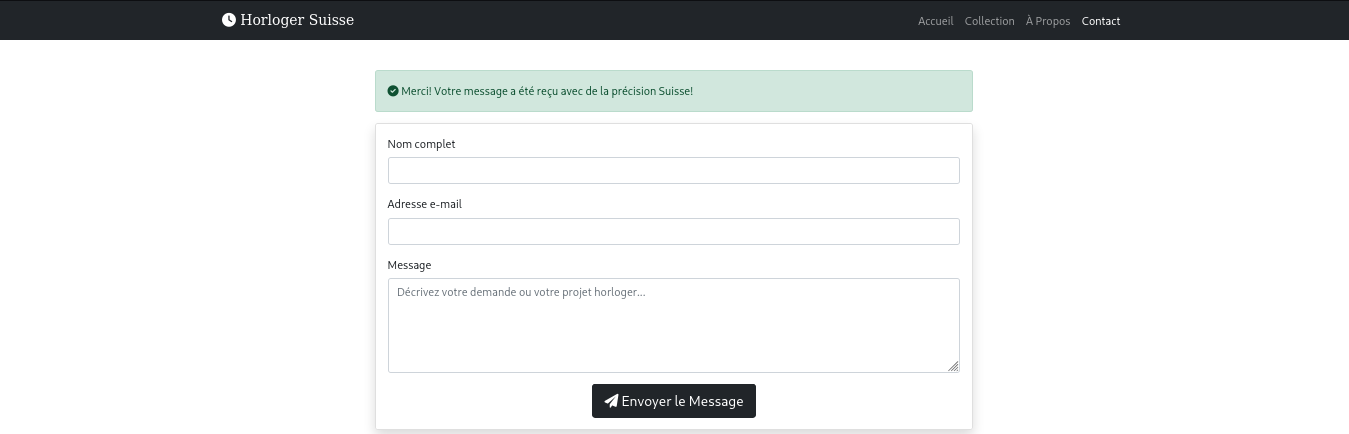 Horloger Suisse
Accueil Collection À Propos Contact
Merci! Votre message a été reçu avec de la précision Suisse!
Nom complet
Adresse e-mail
Message
Décrivez votre demande ou votre projet horloger...
Envoyer le Message